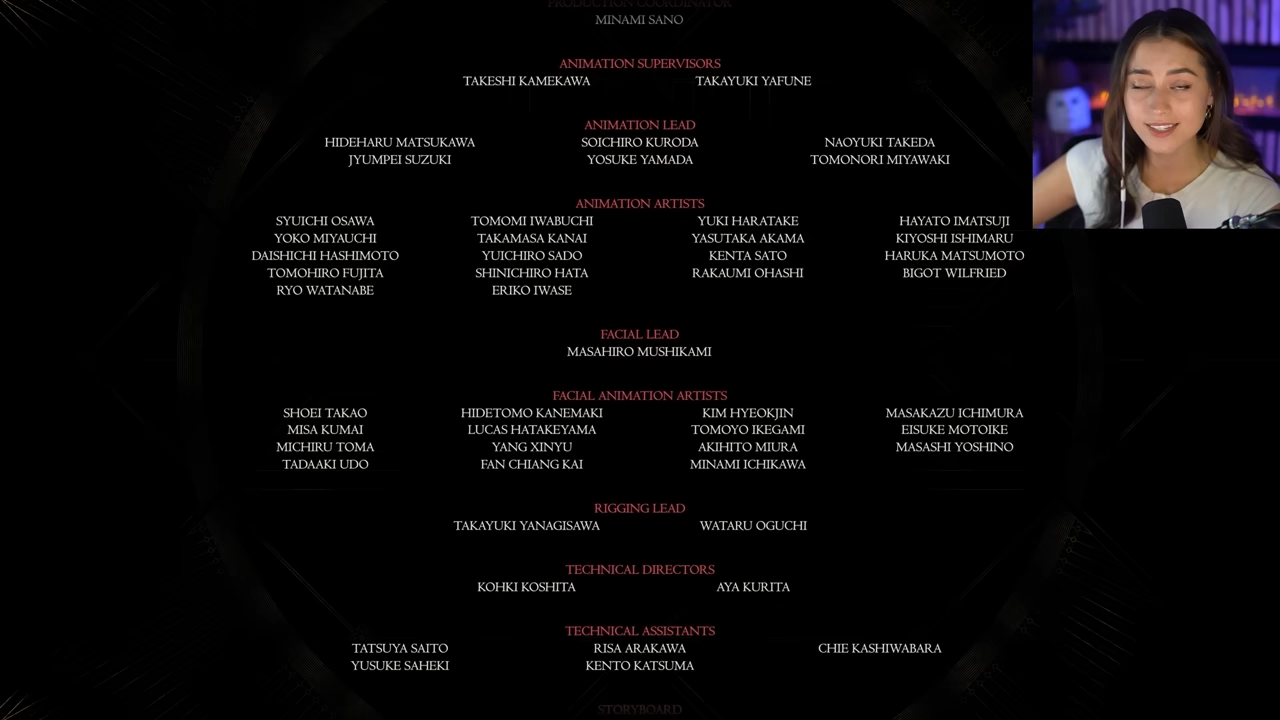 PRODUCTION COORDINATOR
MINAMI SANO
ANIMATION SUPERVISORS
TAKESHI KAMEKAWA TAKAYUKI YAFUNE
ANIMATION LEAD
HIDEHARU MATSUKAWA SOICHIRO KURODA NAOYUKI TAKEDA
JYUMPEI SUZUKI YOSUKE YAMADA TOMONORI MIYAWAKI
ANIMATION ARTISTS
SYUICHI OSAWA TOMOMI IWABUCHI YUKI HARATAKE HAYATO IMATSUJI
YOKO MIYAUCHI TAKAMASA KANAI YASUTAKA AKAMA KIYOSHI ISHIMARU
DAISHICHI HASHIMOTO YUICHIRO SADO KENTA SATO HARUKA MATSUMOTO
TOMOHIRO FUJITA SHINICHIRO HATA RAKAUMI OHASHI BIGOT WILFRIED
RYO WATANABE ERIKO IWASE
FACIAL LEAD
MASAHIRO MUSHIKAMI
FACIAL ANIMATION ARTISTS
SHOEI TAKAO HIDETOMO KANEMAKI KIM HYEOKJIN MASAKAZU ICHIMURA
MISA KUMAI LUCAS HATAKEYAMA TOMOYO IKEGAMI EISUKE MOTOIKE
MICHIRU TOMA YANG XINYU AKIHITO MIURA MASASHI YOSHINO
TADAAKI UDO FAN CHIANG KAI MINAMI ICHIKAWA
RIGGING LEAD
TAKAYUKI YANAGISAWA WATARU OGUCHI
TECHNICAL DIRECTORS
KOHKI KOSHITA AYA KURITA
TECHNICAL ASSISTANTS
TATSUYA SAITO RISA ARAKAWA CHIE KASHIWABARA
YUSUKE SAHEKI KENTO KATSUMA
STORYBOARD